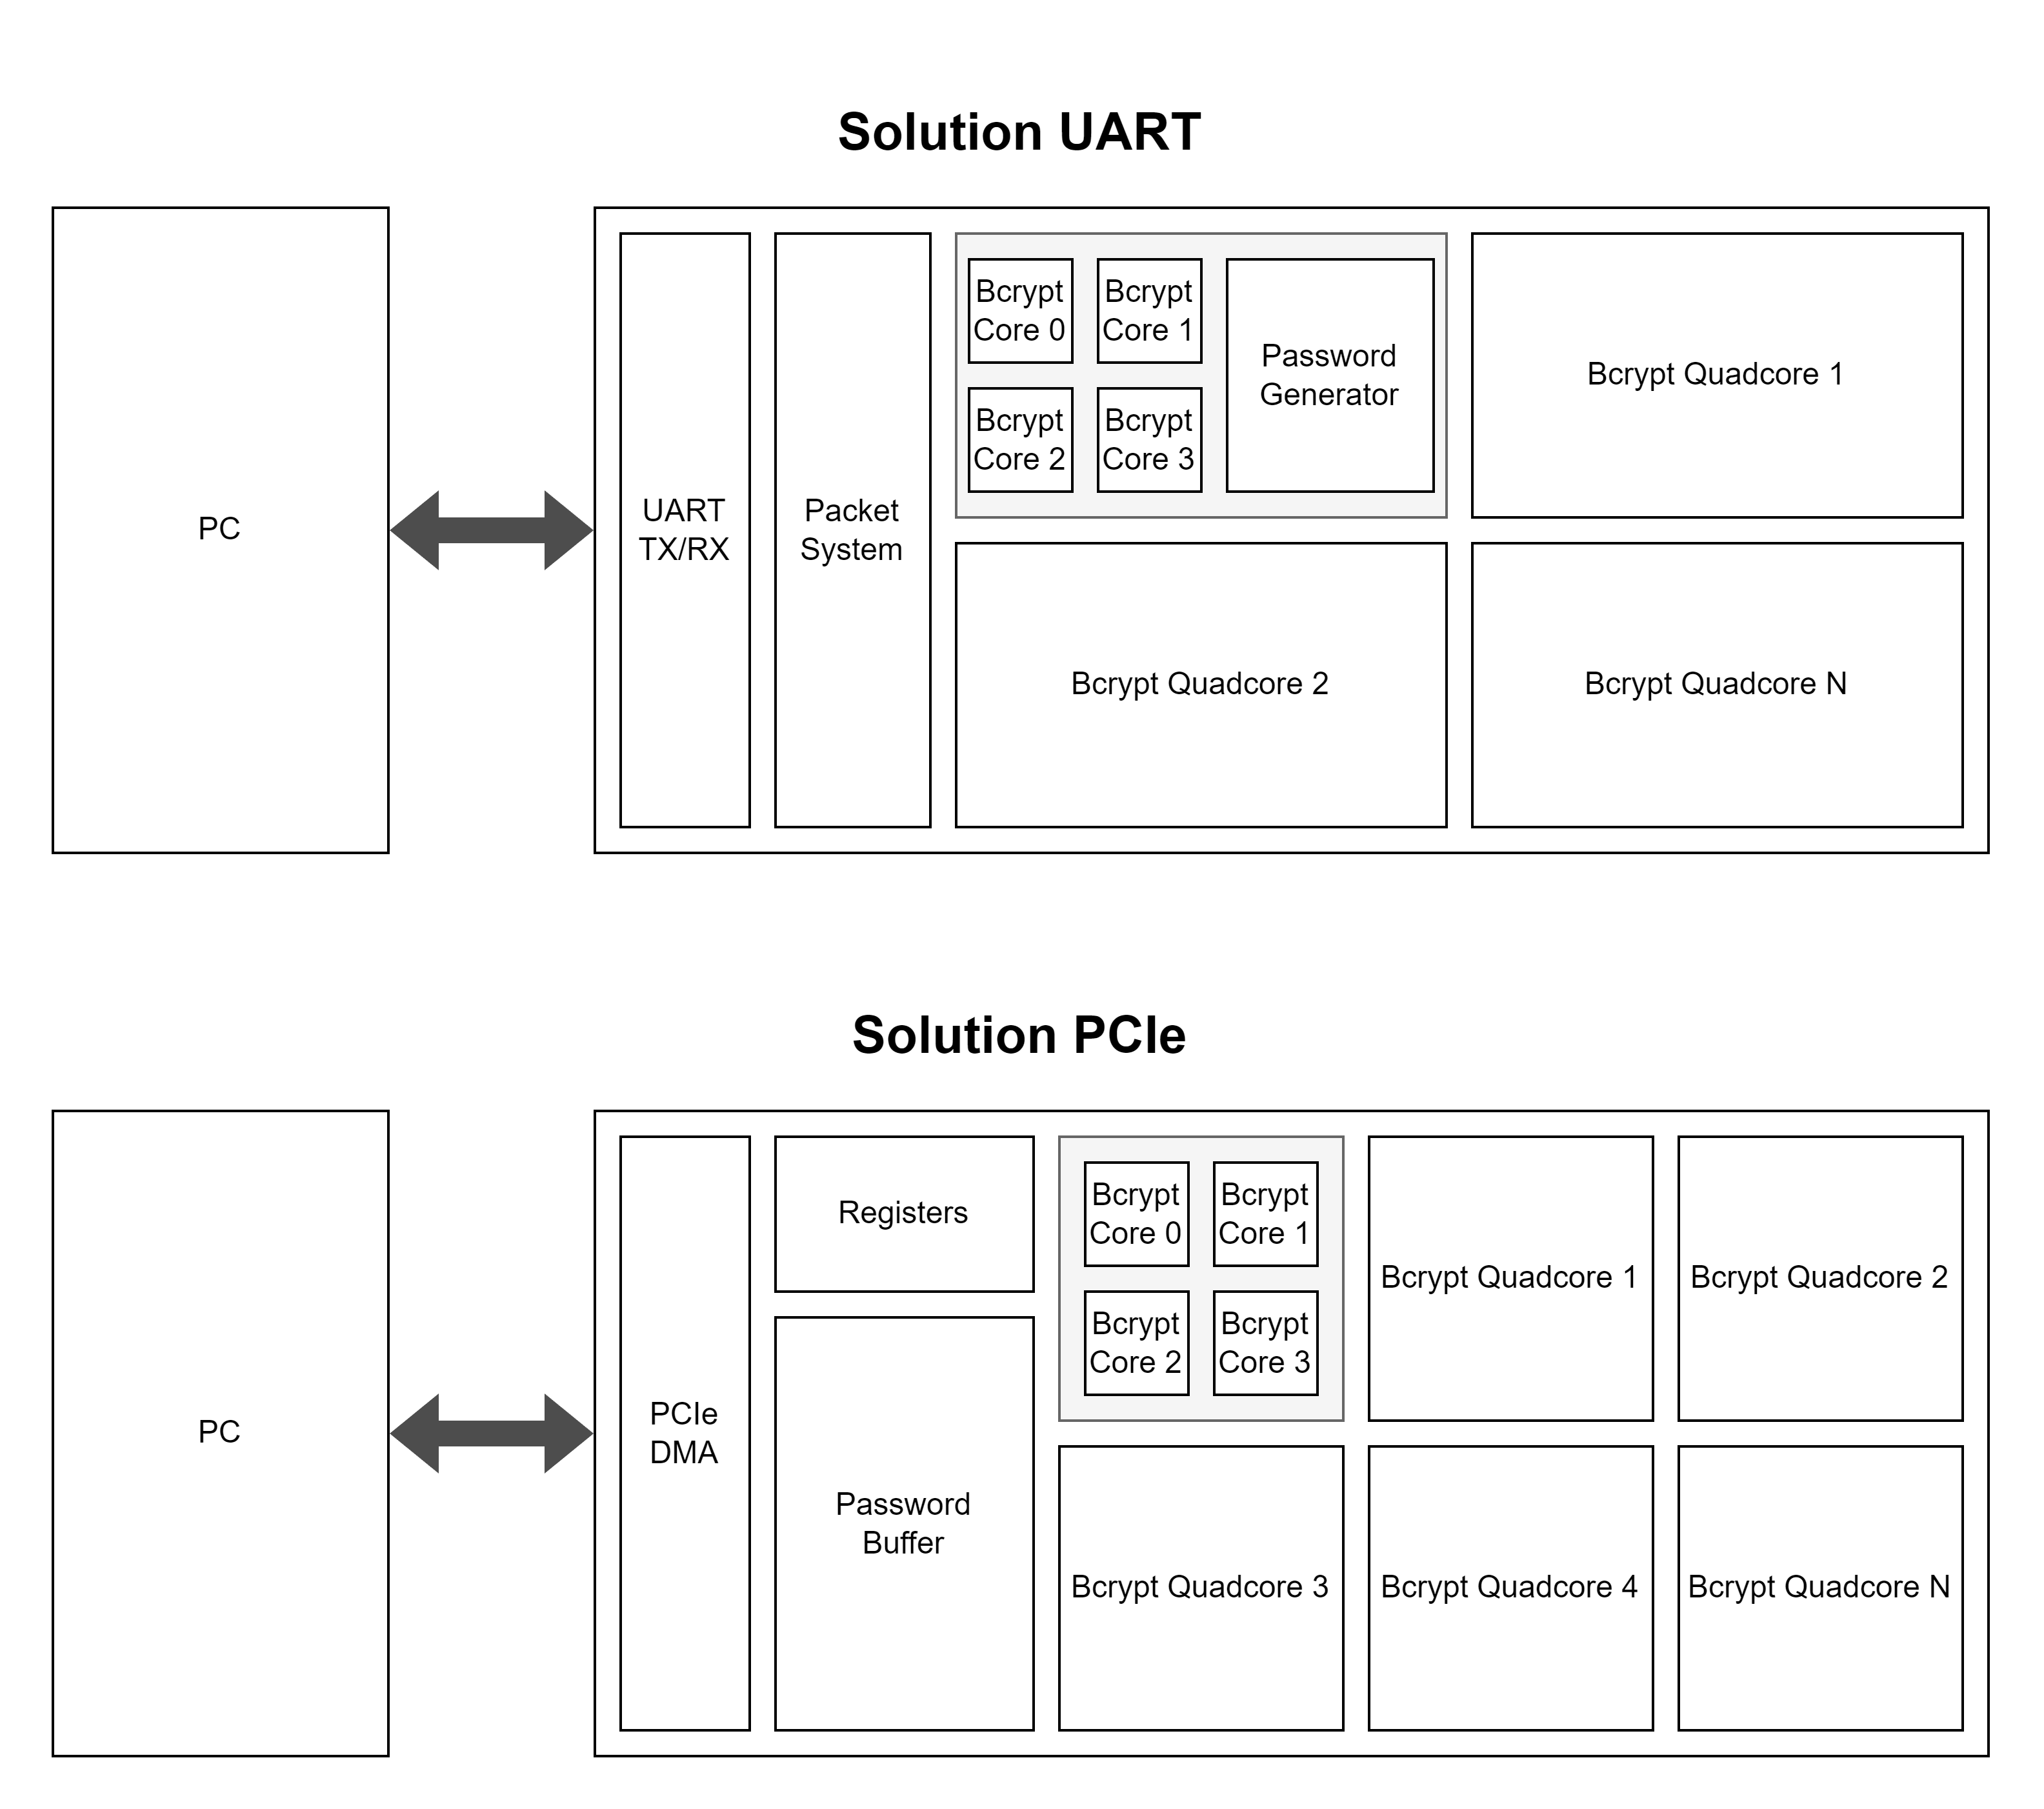 Solution UART
PC
UART
TX/RX
Packet
System
Bcrypt
Core 0
Bcrypt
Core 1
Bcrypt
Core 2
Bcrypt
Core 3
Password
Generator
Bcrypt Quadcore 1
Bcrypt Quadcore 2
Bcrypt Quadcore N
Solution PCIe
PC
PCIe
DMA
Registers
Password
Buffer
Bcrypt
Core 0
Bcrypt
Core 1
Bcrypt
Core 2
Bcrypt
Core 3
Bcrypt Quadcore 1
Bcrypt Quadcore 2
Bcrypt Quadcore 3
Bcrypt Quadcore 4
Bcrypt Quadcore N